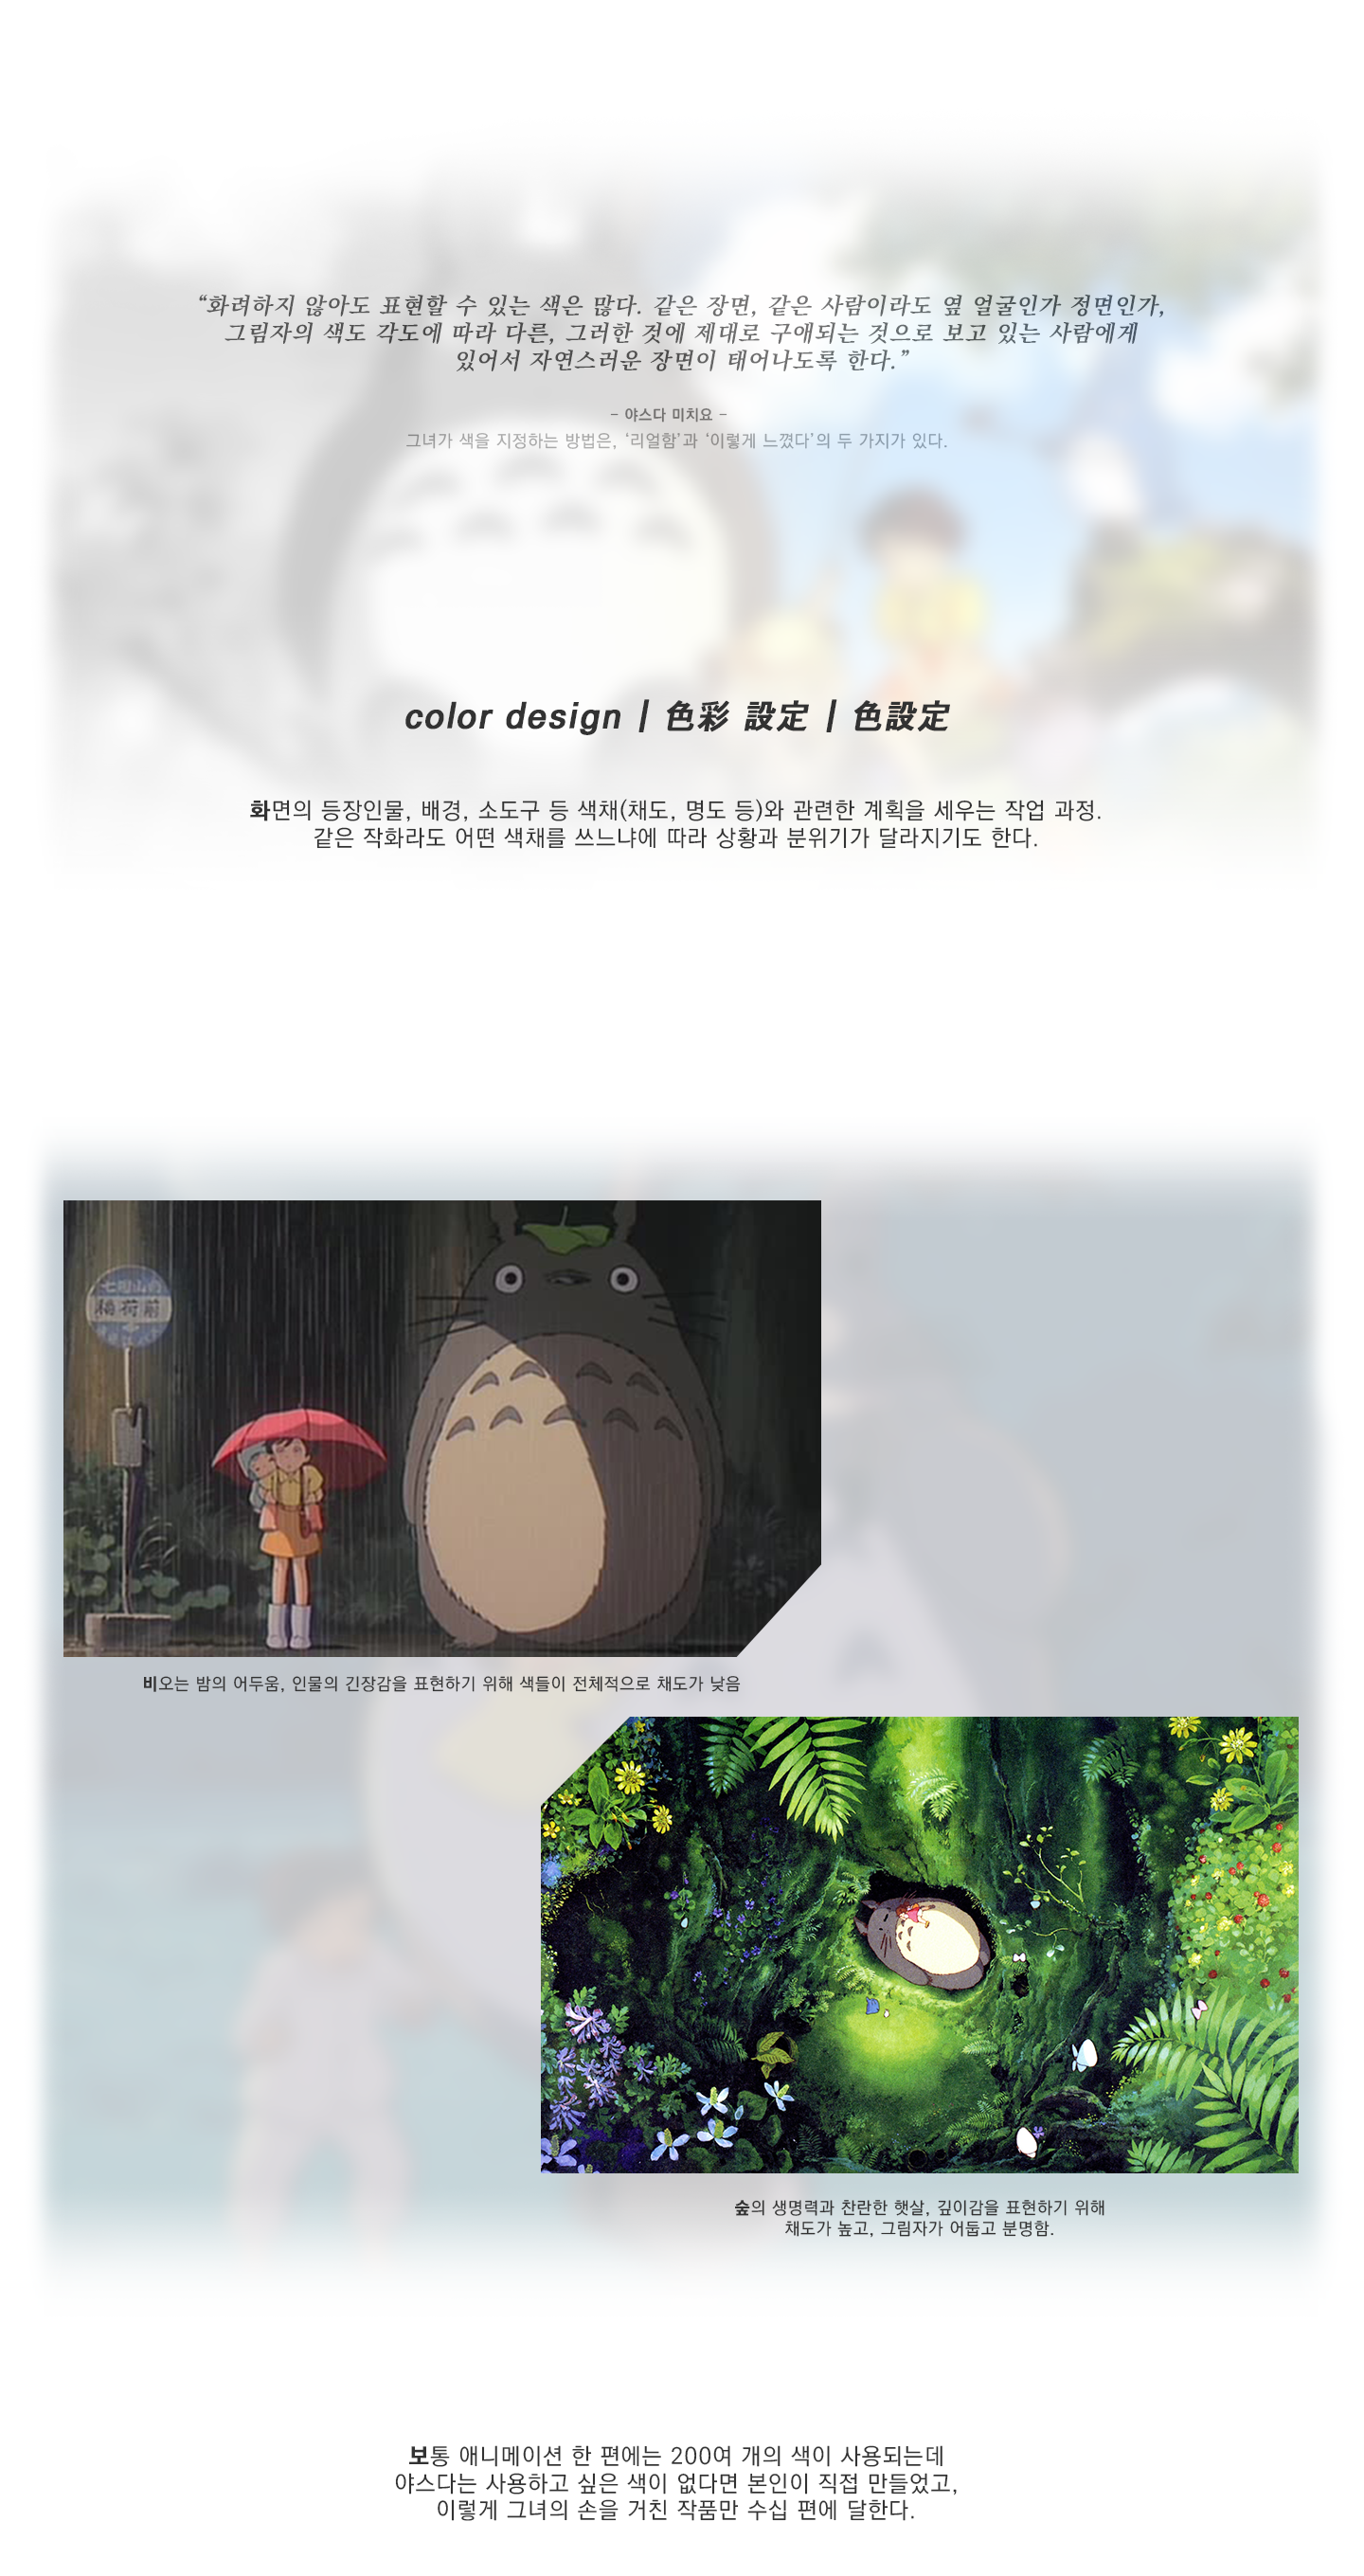 “화려하지 않아도 표현할 수 있는 색은 많다. 같은 장면, 같은 사람이라도 옆 얼굴인가 정면인가,
그림자의 색도 각도에 따라 다른, 그러한 것에 제대로 구애되는 것으로 보고 있는 사람에게
있어서 자연스러운 장면이 태어나도록 한다.”
- 야스다 미치요 -
그녀가 색을 지정하는 방법은, ‘리얼함’과 ‘이렇게 느꼈다’의 두 가지가 있다.
color design | 色彩 設定 | 色設定
화면의 등장인물, 배경, 소도구 등 색채(채도, 명도 등)와 관련한 계획을 세우는 작업 과정.
같은 작화라도 어떤 색채를 쓰느냐에 따라 상황과 분위기가 달라지기도 한다.
稲荷前
비오는 밤의 어두움, 인물의 긴장감을 표현하기 위해 색들이 전체적으로 채도가 낮음
숲의 생명력과 찬란한 햇살, 깊이감을 표현하기 위해
채도가 높고, 그림자가 어둡고 분명함.
보통 애니메이션 한 편에는 200여 개의 색이 사용되는데
야스다는 사용하고 싶은 색이 없다면 본인이 직접 만들었고,
이렇게 그녀의 손을 거친 작품만 수십 편에 달한다.